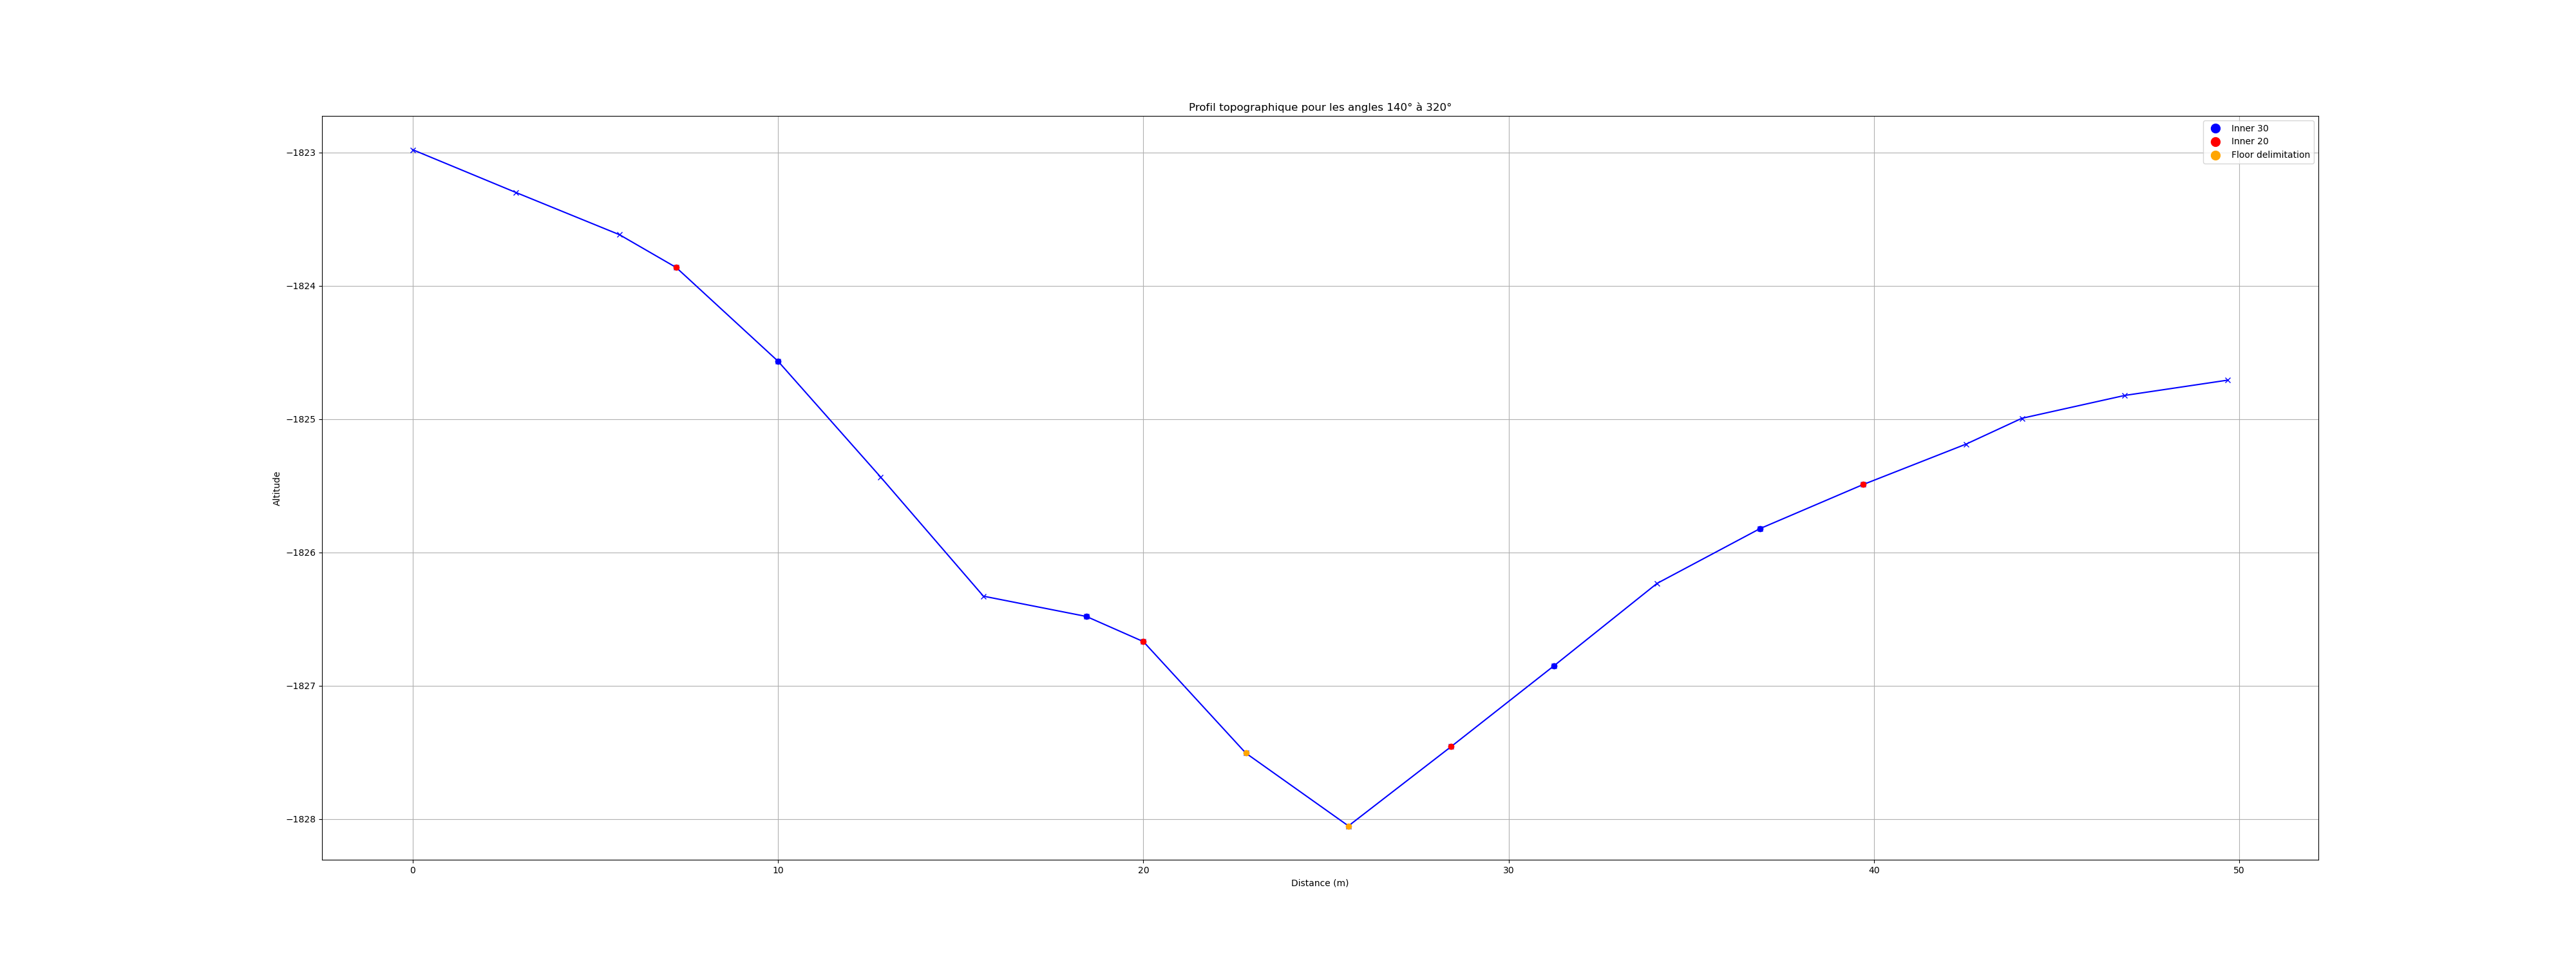 Profil topographique pour les angles 140° à 320°
Inner 30
Inner 20
Floor delimitation
−1823
−1824
−1825
−1826
−1827
−1828
Altitude
0 10 20 30 40 50
Distance (m)